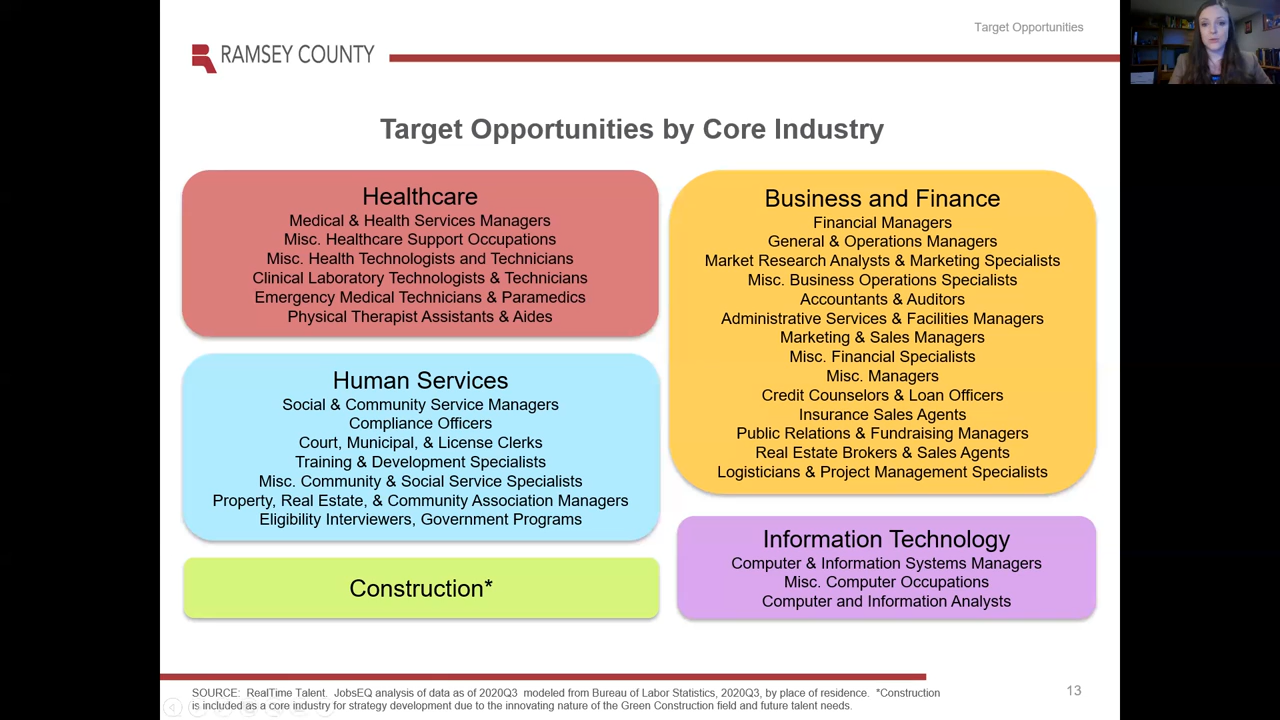 Target Opportunities
RAMSEY COUNTY
Target Opportunities by Core Industry
Healthcare
Medical & Health Services Managers
Misc. Healthcare Support Occupations
Misc. Health Technologists and Technicians
Clinical Laboratory Technologists & Technicians
Emergency Medical Technicians & Paramedics
Physical Therapist Assistants & Aides
Human Services
Social & Community Service Managers
Compliance Officers
Court, Municipal, & License Clerks
Training & Development Specialists
Misc. Community & Social Service Specialists
Property, Real Estate, & Community Association Managers
Eligibility Interviewers, Government Programs
Construction*
Business and Finance
Financial Managers
General & Operations Managers
Market Research Analysts & Marketing Specialists
Misc. Business Operations Specialists
Accountants & Auditors
Administrative Services & Facilities Managers
Marketing & Sales Managers
Misc. Financial Specialists
Misc. Managers
Credit Counselors & Loan Officers
Insurance Sales Agents
Public Relations & Fundraising Managers
Real Estate Brokers & Sales Agents
Logisticians & Project Management Specialists
Information Technology
Computer & Information Systems Managers
Misc. Computer Occupations
Computer and Information Analysts
SOURCE: RealTime Talent. JobsEQ analysis of data as of 2020Q3 modeled from Bureau of Labor Statistics, 2020Q3, by place of residence. *Construction
is included as a core industry for strategy development due to the innovating nature of the Green Construction field and future talent needs.
13